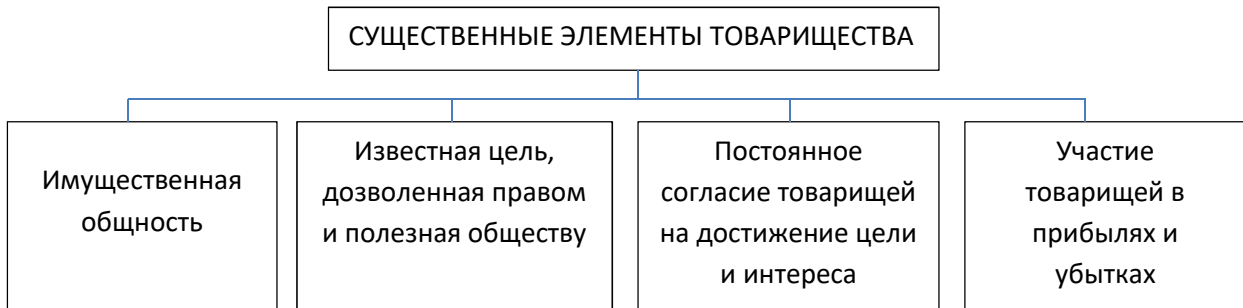 СУЩЕСТВЕННЫЕ ЭЛЕМЕНТЫ ТОВАРИЩЕСТВА
Имущественная
общность
Известная цель,
дозволенная правом
и полезная обществу
Постоянное
согласие товарищей
на достижение цели
и интереса
Участие
товарищей в
прибылях и
убытках